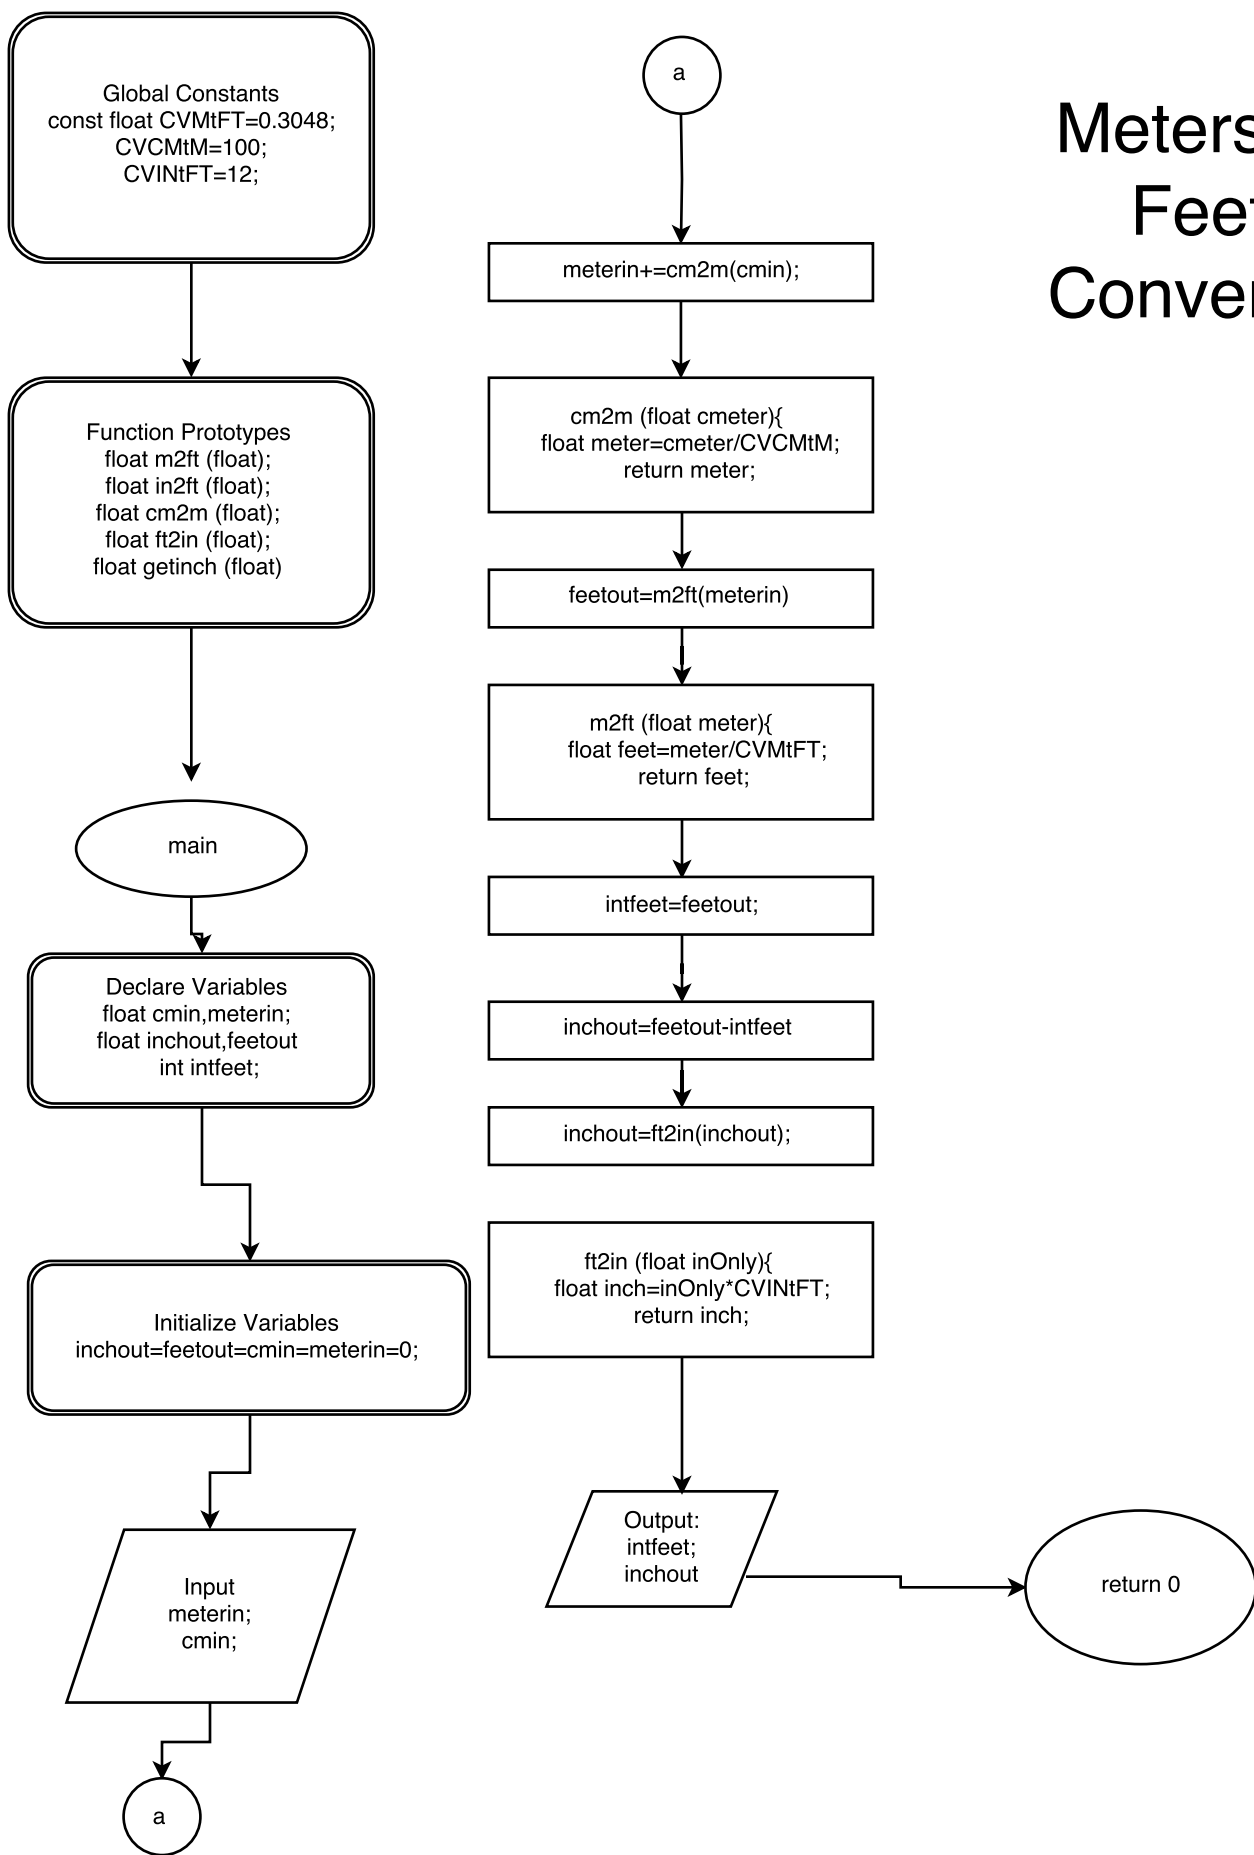 Global Constants
const float CVMtFT=0.3048;
CVCMtM=100;
CVINtFT=12;
Function Prototypes
float m2ft (float);
float in2ft (float);
float cm2m (float);
float ft2in (float);
float getinch (float)
main
Declare Variables
float cmin,meterin;
float inchout,feetout
int intfeet;
Initialize Variables
inchout=feetout=cmin=meterin=0;
Input
meterin;
cmin;
a
a
meterin+=cm2m(cmin);
cm2m (float cmeter){
float meter=cmeter/CVCMtM;
return meter;
feetout=m2ft(meterin)
m2ft (float meter){
float feet=meter/CVMtFT;
return feet;
intfeet=feetout;
inchout=feetout-intfeet
inchout=ft2in(inchout);
ft2in (float inOnly){
float inch=inOnly*CVINtFT;
return inch;
Output:
intfeet;
inchout
return 0
Meters
Feet
Conver